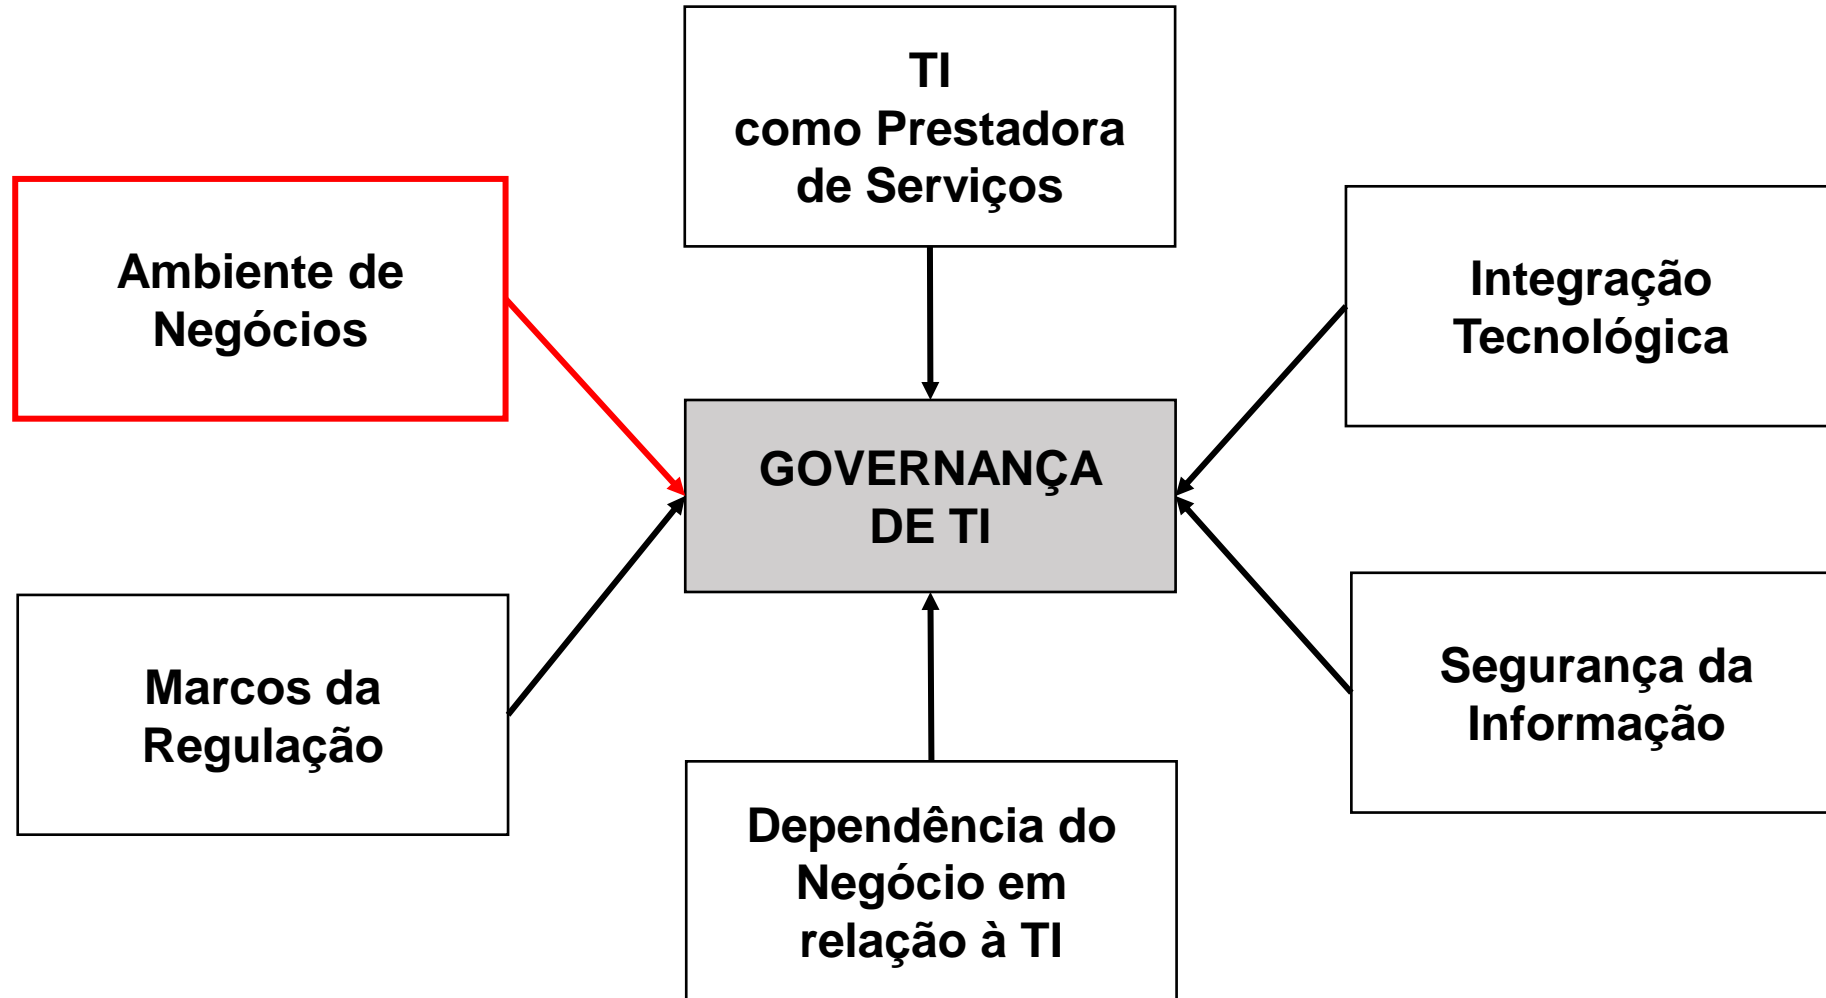 TI
como Prestadora
de Serviços
Ambiente de
Negócios
Integração
Tecnológica
GOVERNANÇA
DE TI
Marcos da
Regulação
Segurança da
Informação
Dependência do
Negócio em
relação à TI